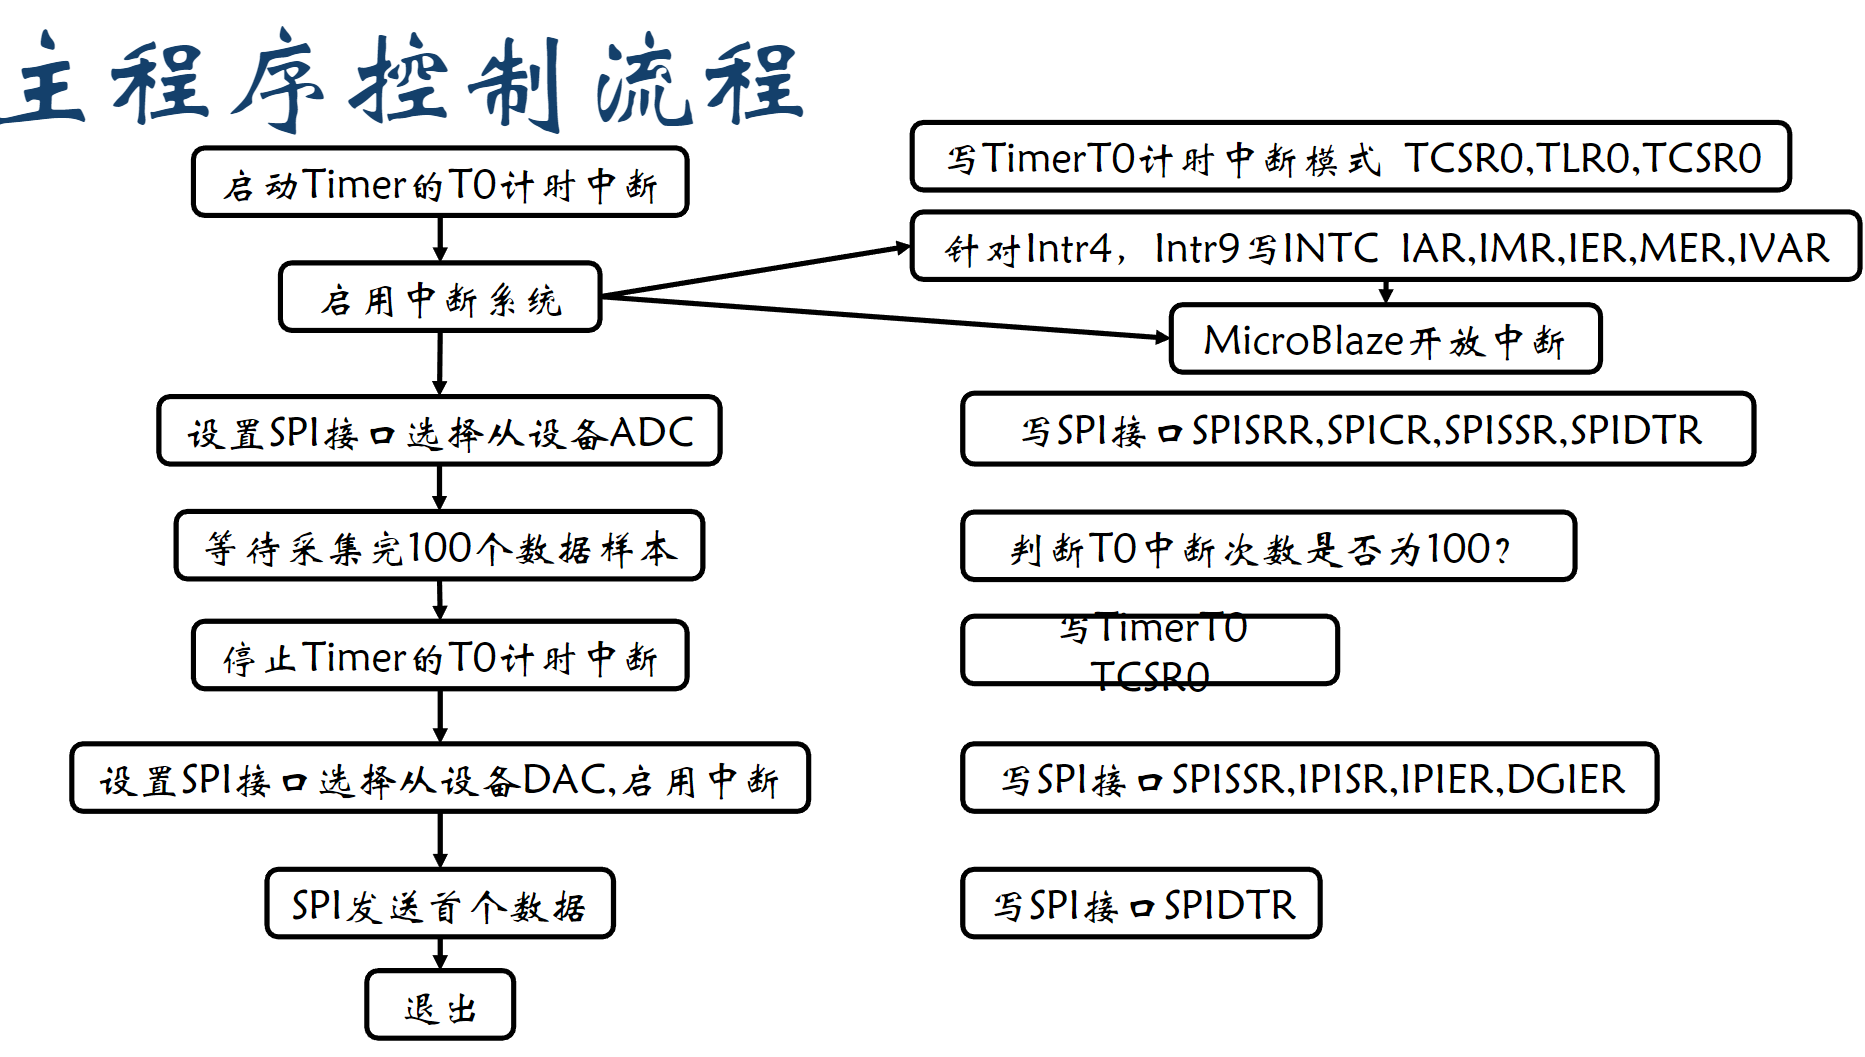 主程序控制流程
启动Timer的T0计时中断
写TimerT0计时中断模式 TCSR0,TLR0,TCSR0
启用中断系统
针对Intr4，Intr9写INTC IAR,IMR,IER,MER,IVAR
MicroBlaze开放中断
设置SPI接口选择从设备ADC
写SPI接口SPISRR,SPICR,SPISSR,SPIDTR
等待采集完100个数据样本
判断T0中断次数是否为100?
停止Timer的T0计时中断
写TimerT0
TCSR0
设置SPI接口选择从设备DAC,启用中断
写SPI接口SPISSR,IPISR,IPIER,DGIER
SPI发送首个数据
写SPI接口SPIDTR
退出